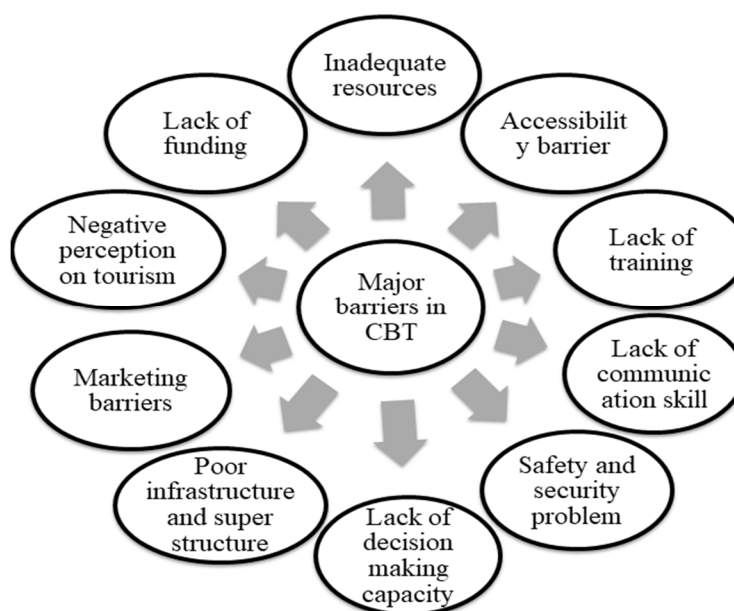 Inadequate
resources
Accessibilit
y barrier
Lack of
training
Lack of
communic
ation skill
Safety and
security
problem
Lack of
decision
making
capacity
Poor
infrastructure
and super
structure
Marketing
barriers
Negative
perception
on tourism
Lack of
funding
Major
barriers in
CBT